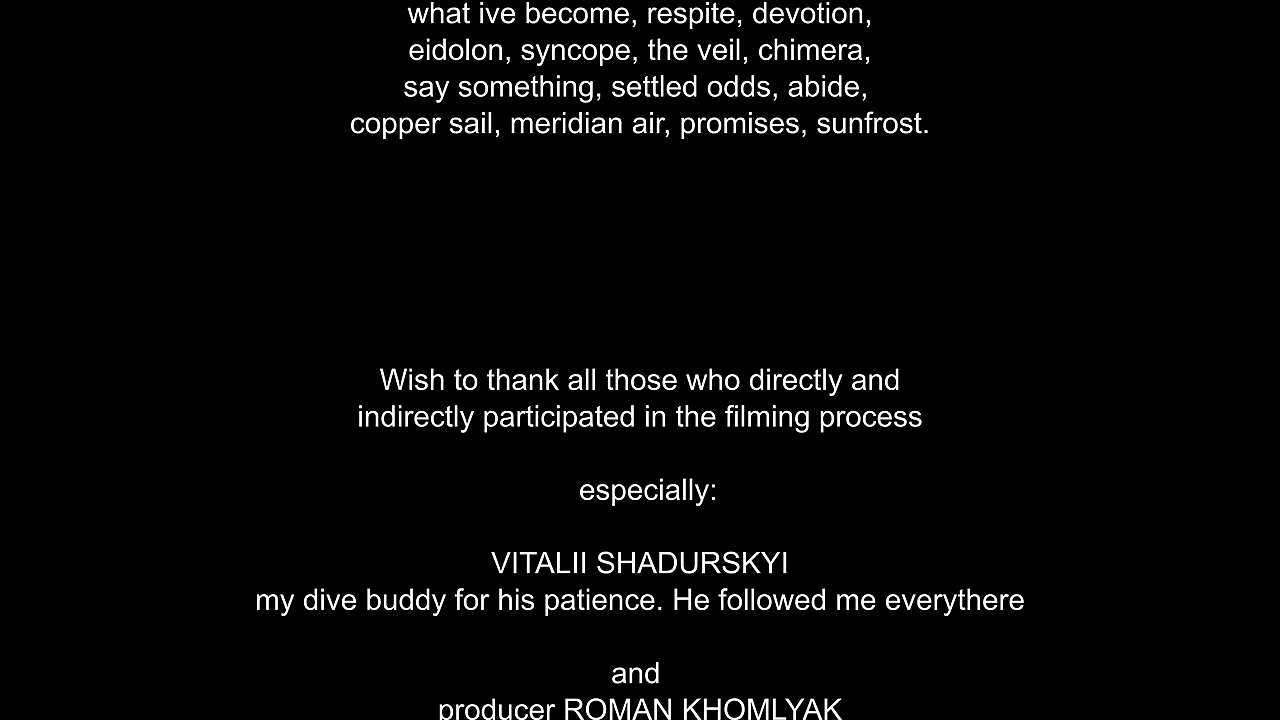 what ive become, respite, devotion,
eidolon, syncope, the veil, chimera,
say something, settled odds, abide,
copper sail, meridian air, promises, sunfrost.
Wish to thank all those who directly and
indirectly participated in the filming process
especially:
VITALII SHADURSKYI
my dive buddy for his patience. He followed me everythere
and
producer ROMAN KHOMLYAK